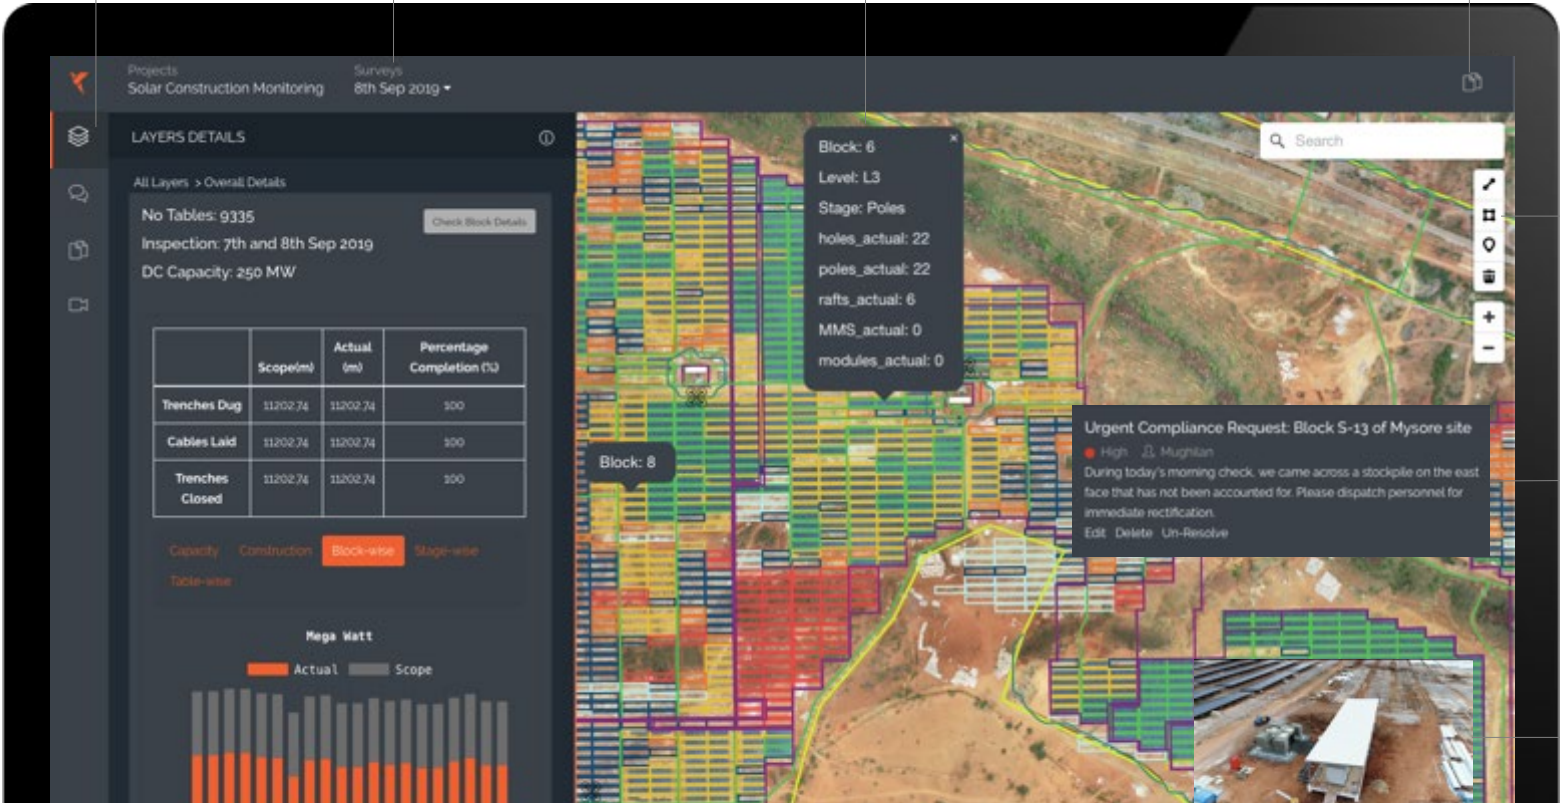 Projects
Solar Construction Monitoring
Surveys
8th Sep 2019
LAYERS DETAILS
All Layers > Overall Details
No Tables: 9335
Check Block Details
Inspection: 7th and 8th Sep 2019
DC Capacity: 250 MW
Scope(m) Actual (m) Percentage Completion (%)
Trenches Dug 11202.74 11202.74 100
Cables Laid 11202.74 11202.74 100
Trenches Closed 11202.74 11202.74 100
Capacity Construction Block-wise Stage-wise
Table-wise
Mega Watt
Actual Scope
Block: 6
Level: L3
Stage: Poles
holes_actual: 22
poles_actual: 22
rafts_actual: 6
MMS_actual: 0
modules_actual: 0
Block: 8
Search
Urgent Compliance Request: Block S-13 of Mysore site
High Mughilan
During today's morning check, we came across a stockpile on the east
face that has not been accounted for. Please dispatch personnel for
immediate rectification.
Edit Delete Un-Resolve